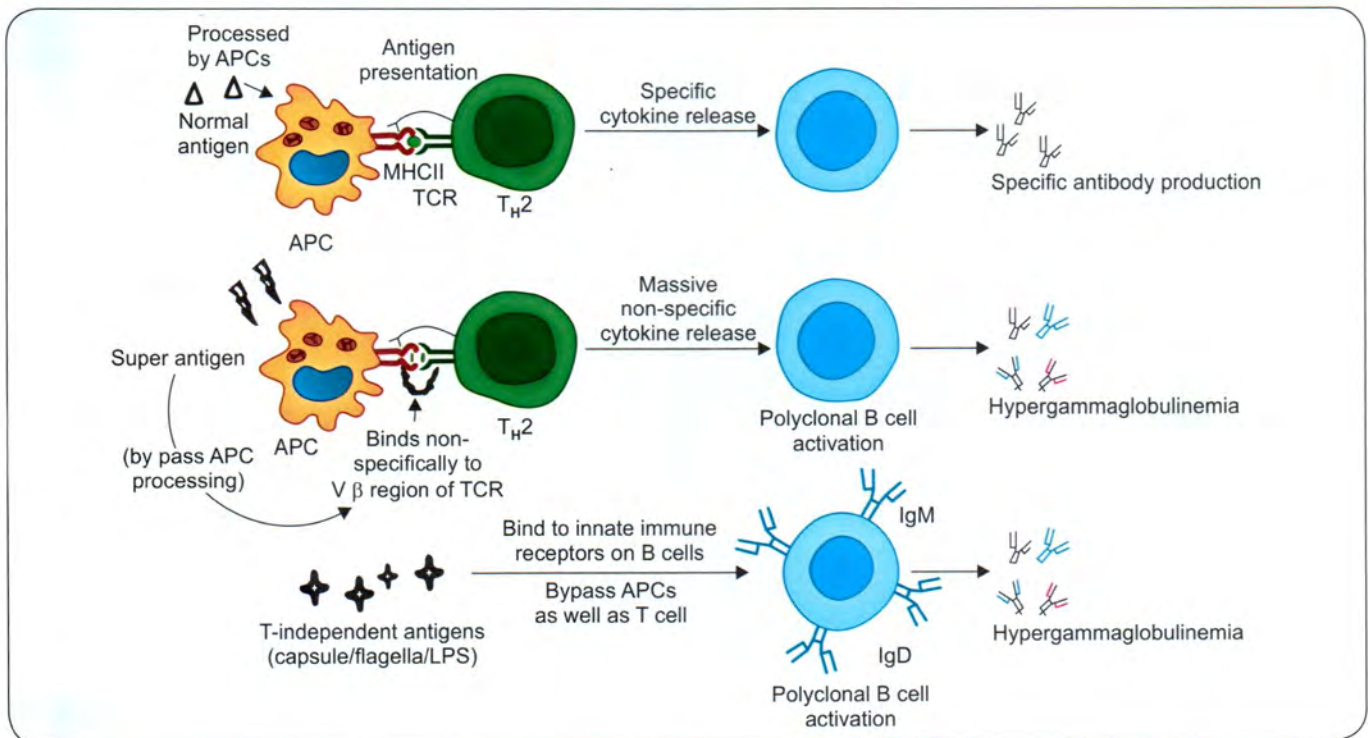 Processed
by APCs
Normal
antigen
Antigen
presentation
MHCII
TCR
APC
TH2
Specific
cytokine release
Specific antibody production
Super antigen
(by pass APC
processing)
APC
Binds non-
specifically to
V β region of TCR
TH2
Massive
non-specific
cytokine release
Polyclonal B cell
activation
Hypergammaglobulinemia
T-independent antigens
(capsule/flagella/LPS)
Bind to innate immune
receptors on B cells
Bypass APCs
as well as T cell
IgM
IgD
Polyclonal B cell
activation
Hypergammaglobulinemia